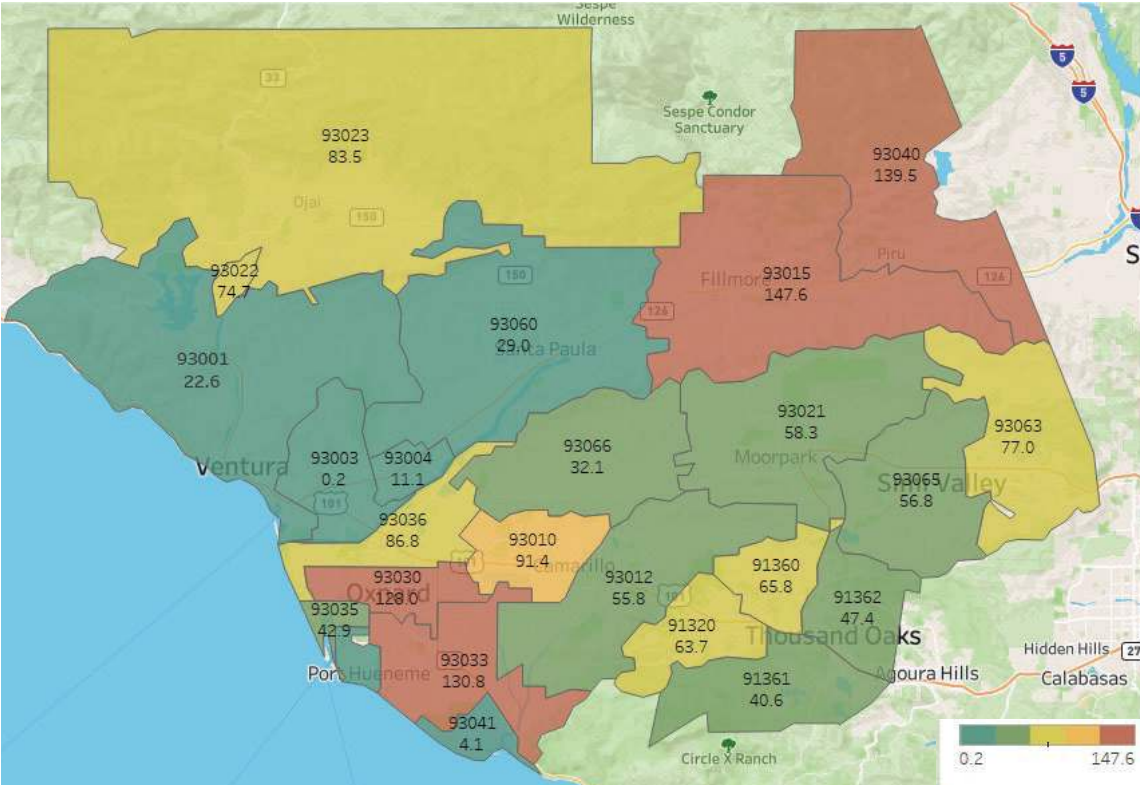 Sespe
Wilderness
5
33
Sespe Condor
Sanctuary
5
93023
83.5
93040
139.5
Ojai
150
S
93022
74.7
150
Piru
93015
147.6
Fillmore
126
126
93001
22.6
93060
29.0
Santa Paula
93021
58.3
93063
77.0
93066
32.1
Moorpark
Ventura
93003
0.2
93004
11.1
93065
56.8
Simi Valley
101
93036
86.8
93010
91.4
101
Camarillo
93012
55.8
101
91360
65.8
93030
128.0
Oxnard
93035
42.9
91362
47.4
91320
63.7
Thousand Oaks
Hidden Hills
27
Port Hueneme
93033
130.8
Agoura Hills
Calabasas
91361
40.6
93041
4.1
Circle X Ranch
0.2
147.6